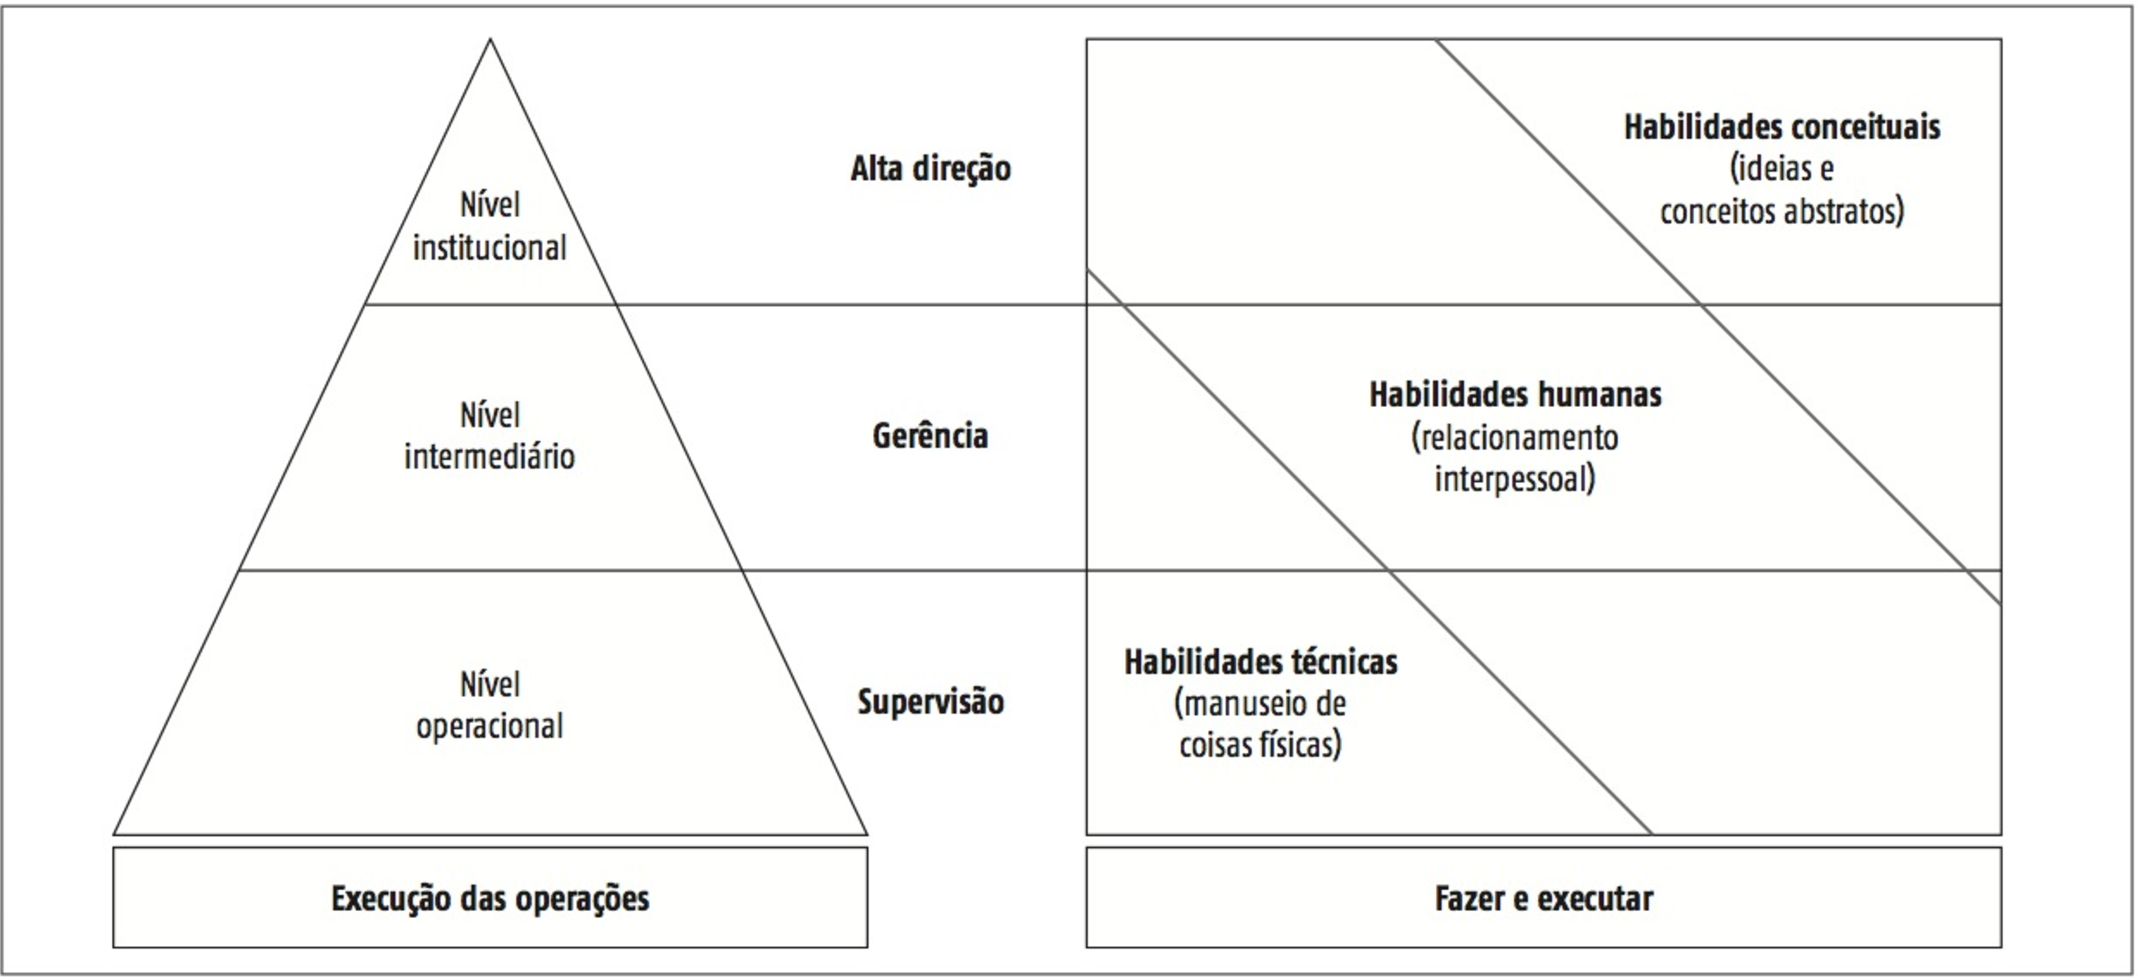 Nível
institucional
Alta direção
Habilidades conceituais
(ideias e
conceitos abstratos)
Nível
intermediário
Gerência
Habilidades humanas
(relacionamento
interpessoal)
Nível
operacional
Supervisão
Habilidades técnicas
(manuseio de
coisas físicas)
Execução das operações
Fazer e executar